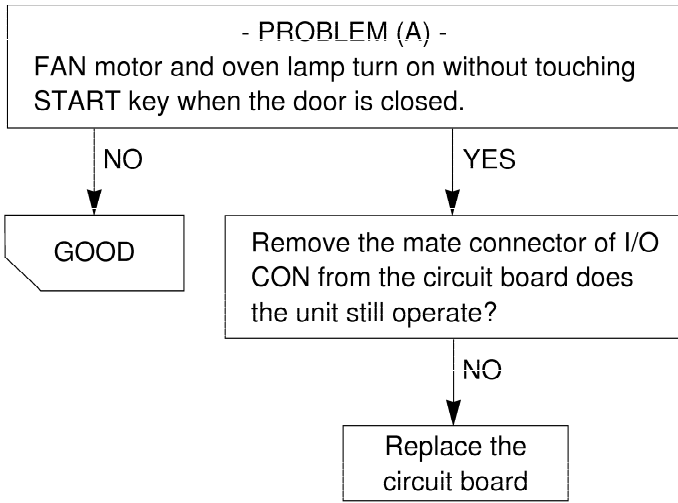 - PROBLEM (A) -
FAN motor and oven lamp turn on without touching
START key when the door is closed.
NO
YES
GOOD
Remove the mate connector of I/O
CON from the circuit board does
the unit still operate?
NO
Replace the
circuit board